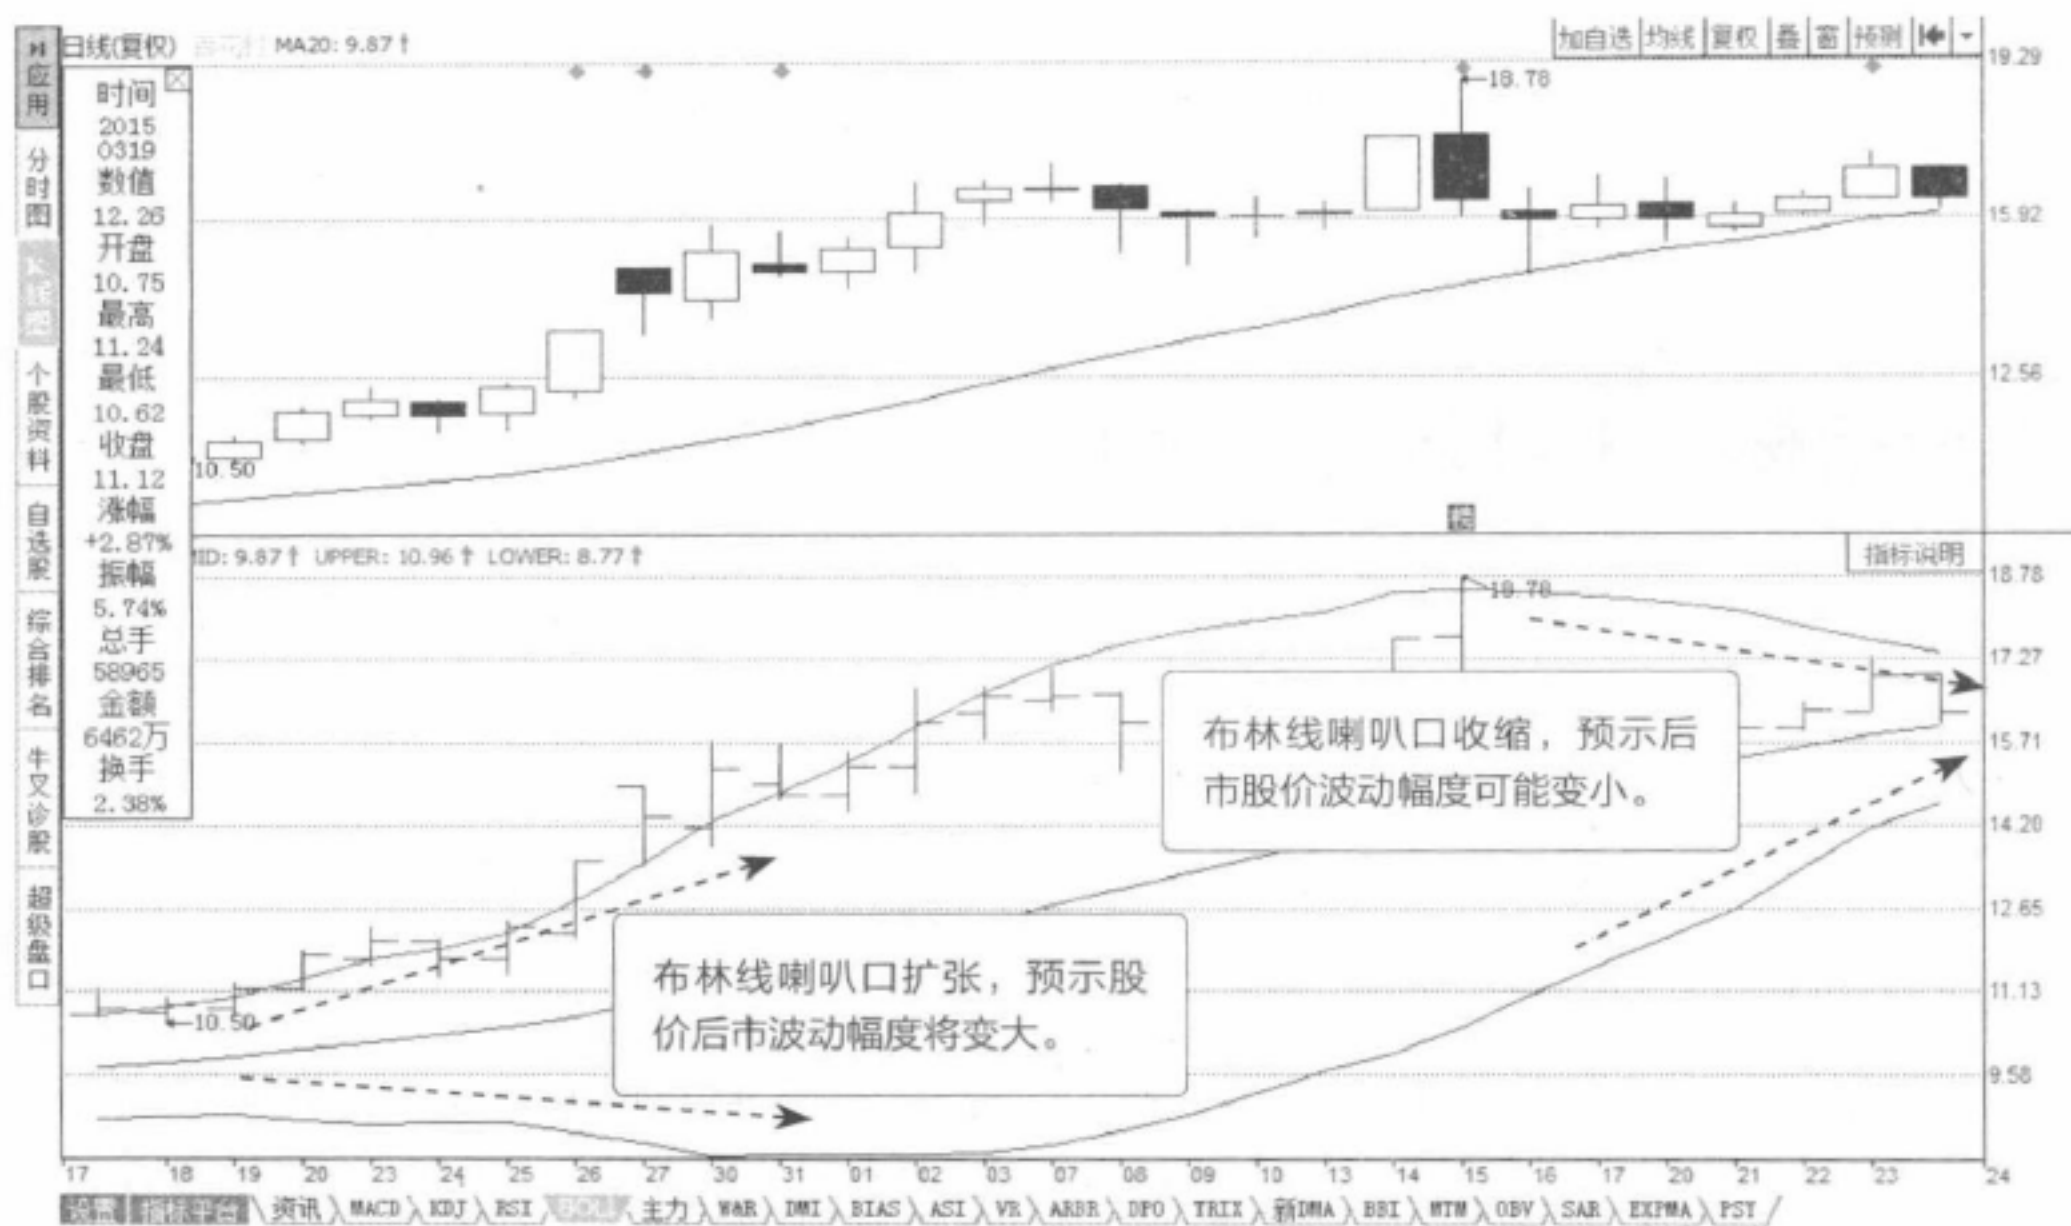 应用
分时图
个股资料
自选股
综合排名
牛叉诊股
超级盘口
日线(复权)
MA20: 9.87↑
加自选 均线 复权 叠 窗 预测
时间
2015
0319
数值
12.26
开盘
10.75
最高
11.24
最低
10.62
收盘
11.12
涨幅
+2.87%
振幅
5.74%
总手
58965
金额
6462万
换手
2.38%
19.29
15.92
12.56
18.78
10.50
MID: 9.87↑ UPPER: 10.96↑ LOWER: 8.77↑
指标说明
18.78
17.27
15.71
14.20
12.65
11.13
9.58
18.78
10.50
布林线喇叭口收缩，预示后
市股价波动幅度可能变小。
布林线喇叭口扩张，预示股
价后市波动幅度将变大。
17 18 19 20 23 24 25 26 27 30 31 01 02 03 07 08 09 10 13 14 15 16 17 20 21 22 23 24
资讯 MACD KDJ RSI BOLL 主力 W&R DMI BIAS ASI VR ARBR DPO TRIX 新DMA BBI MTM OBV SAR EXPMA PSY